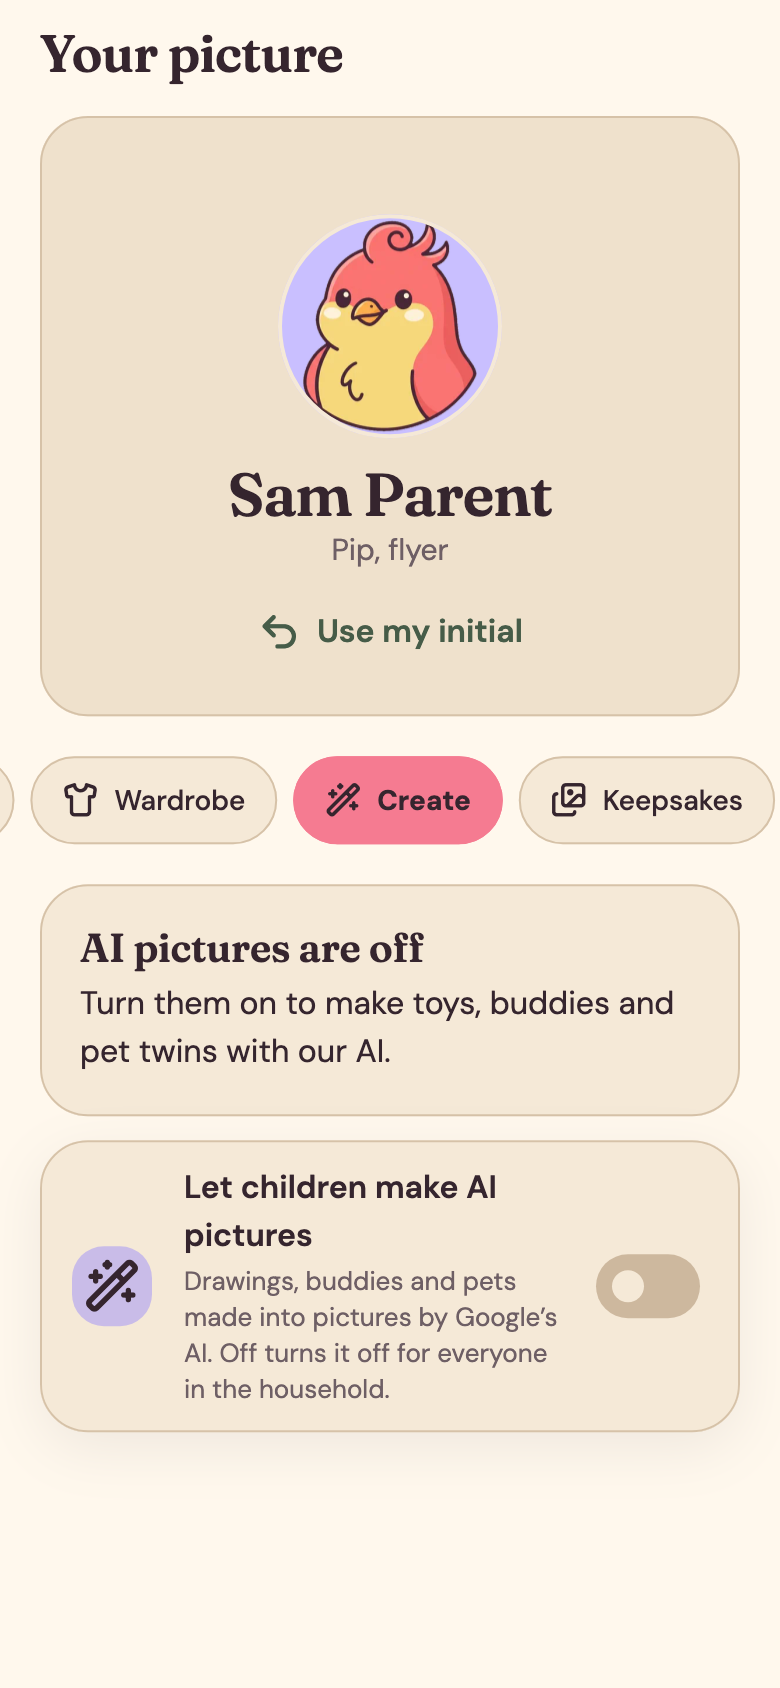 Your picture
Sam Parent
Pip, flyer
Use my initial
Wardrobe
Create
Keepsakes
AI pictures are off
Turn them on to make toys, buddies and
pet twins with our AI.
Let children make AI
pictures
Drawings, buddies and pets
made into pictures by Google’s
AI. Off turns it off for everyone
in the household.